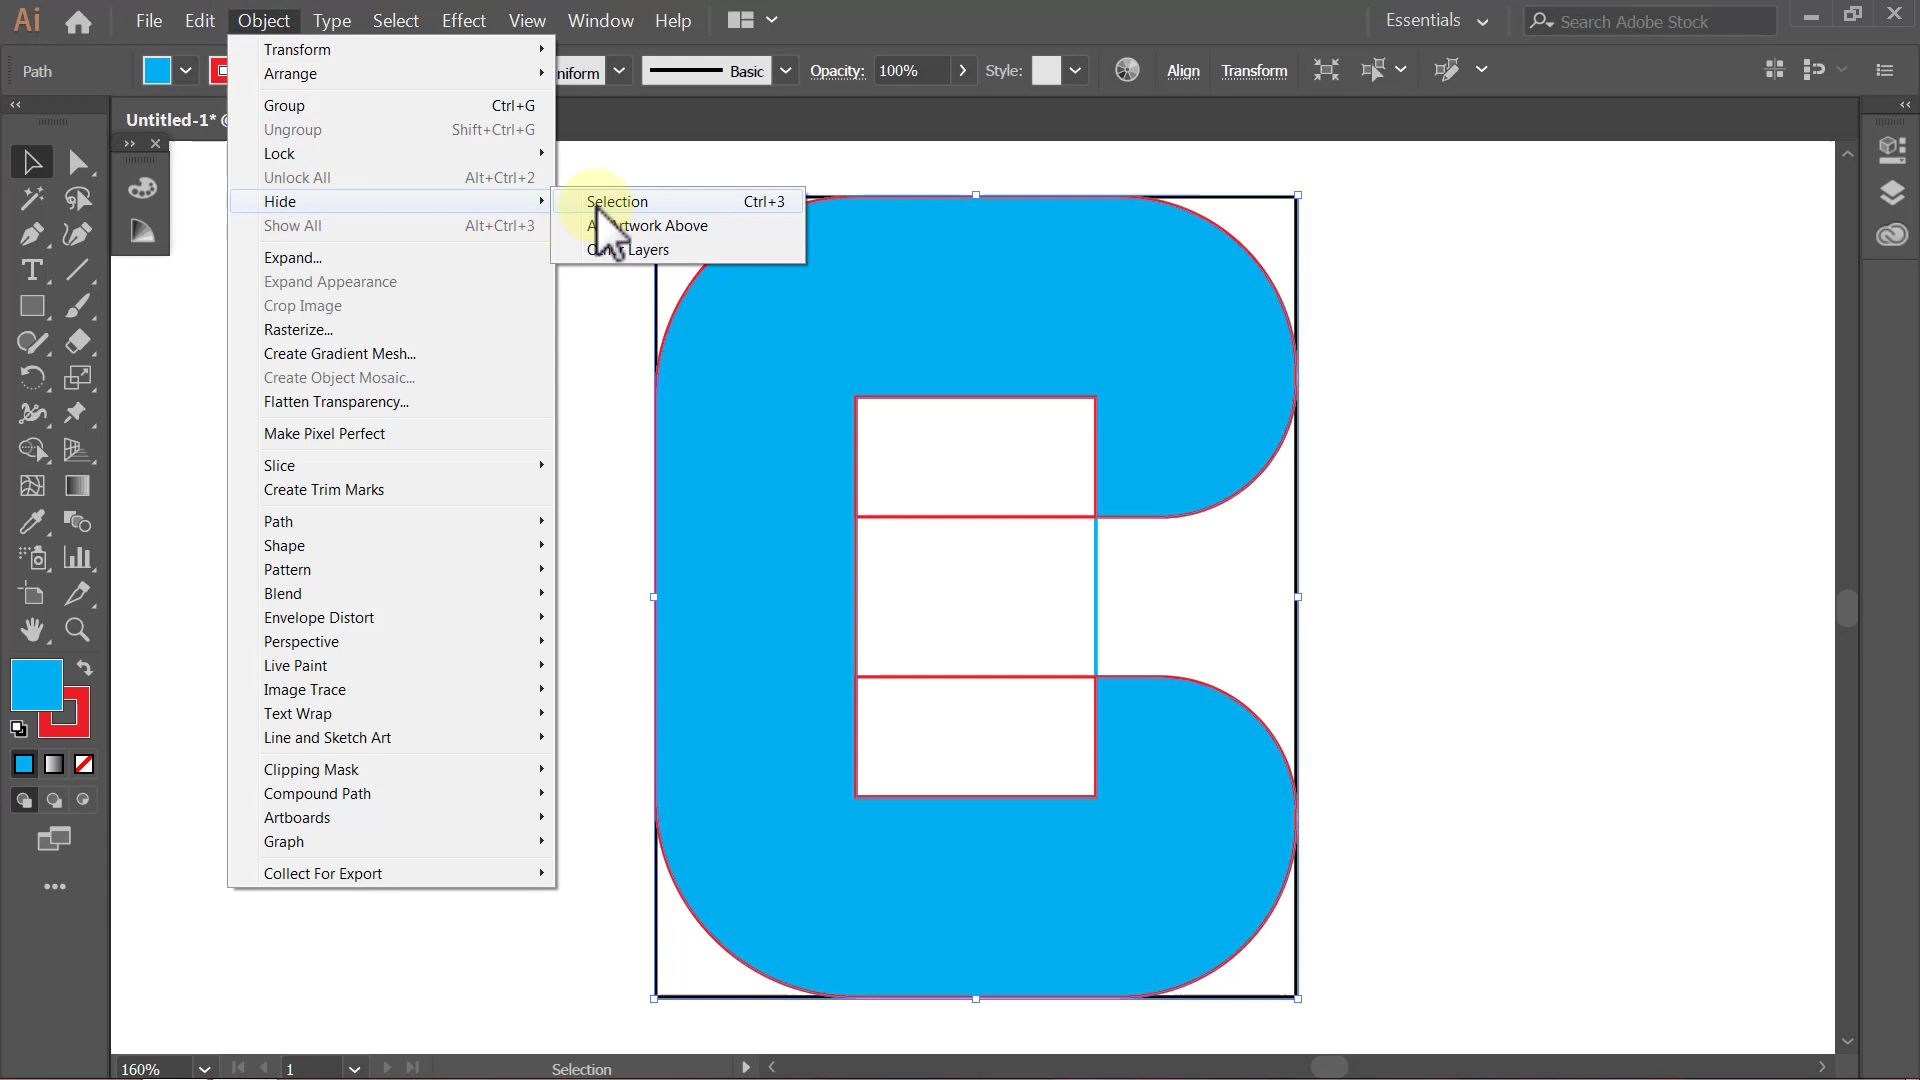 Ai File Edit Object Type Select Effect View Window Help Essentials Search Adobe Stock
Path niform Basic Opacity: 100% Style: Align Transform
Untitled-1*
Transform
Arrange
Group Ctrl+G
Ungroup Shift+Ctrl+G
Lock
Unlock All Alt+Ctrl+2
Hide
Show All Alt+Ctrl+3
Expand...
Expand Appearance
Crop Image
Rasterize...
Create Gradient Mesh...
Create Object Mosaic...
Flatten Transparency...
Make Pixel Perfect
Slice
Create Trim Marks
Path
Shape
Pattern
Blend
Envelope Distort
Perspective
Live Paint
Image Trace
Text Wrap
Line and Sketch Art
Clipping Mask
Compound Path
Artboards
Graph
Collect For Export
Selection Ctrl+3
Artwork Above
Layers
160% 1 Selection